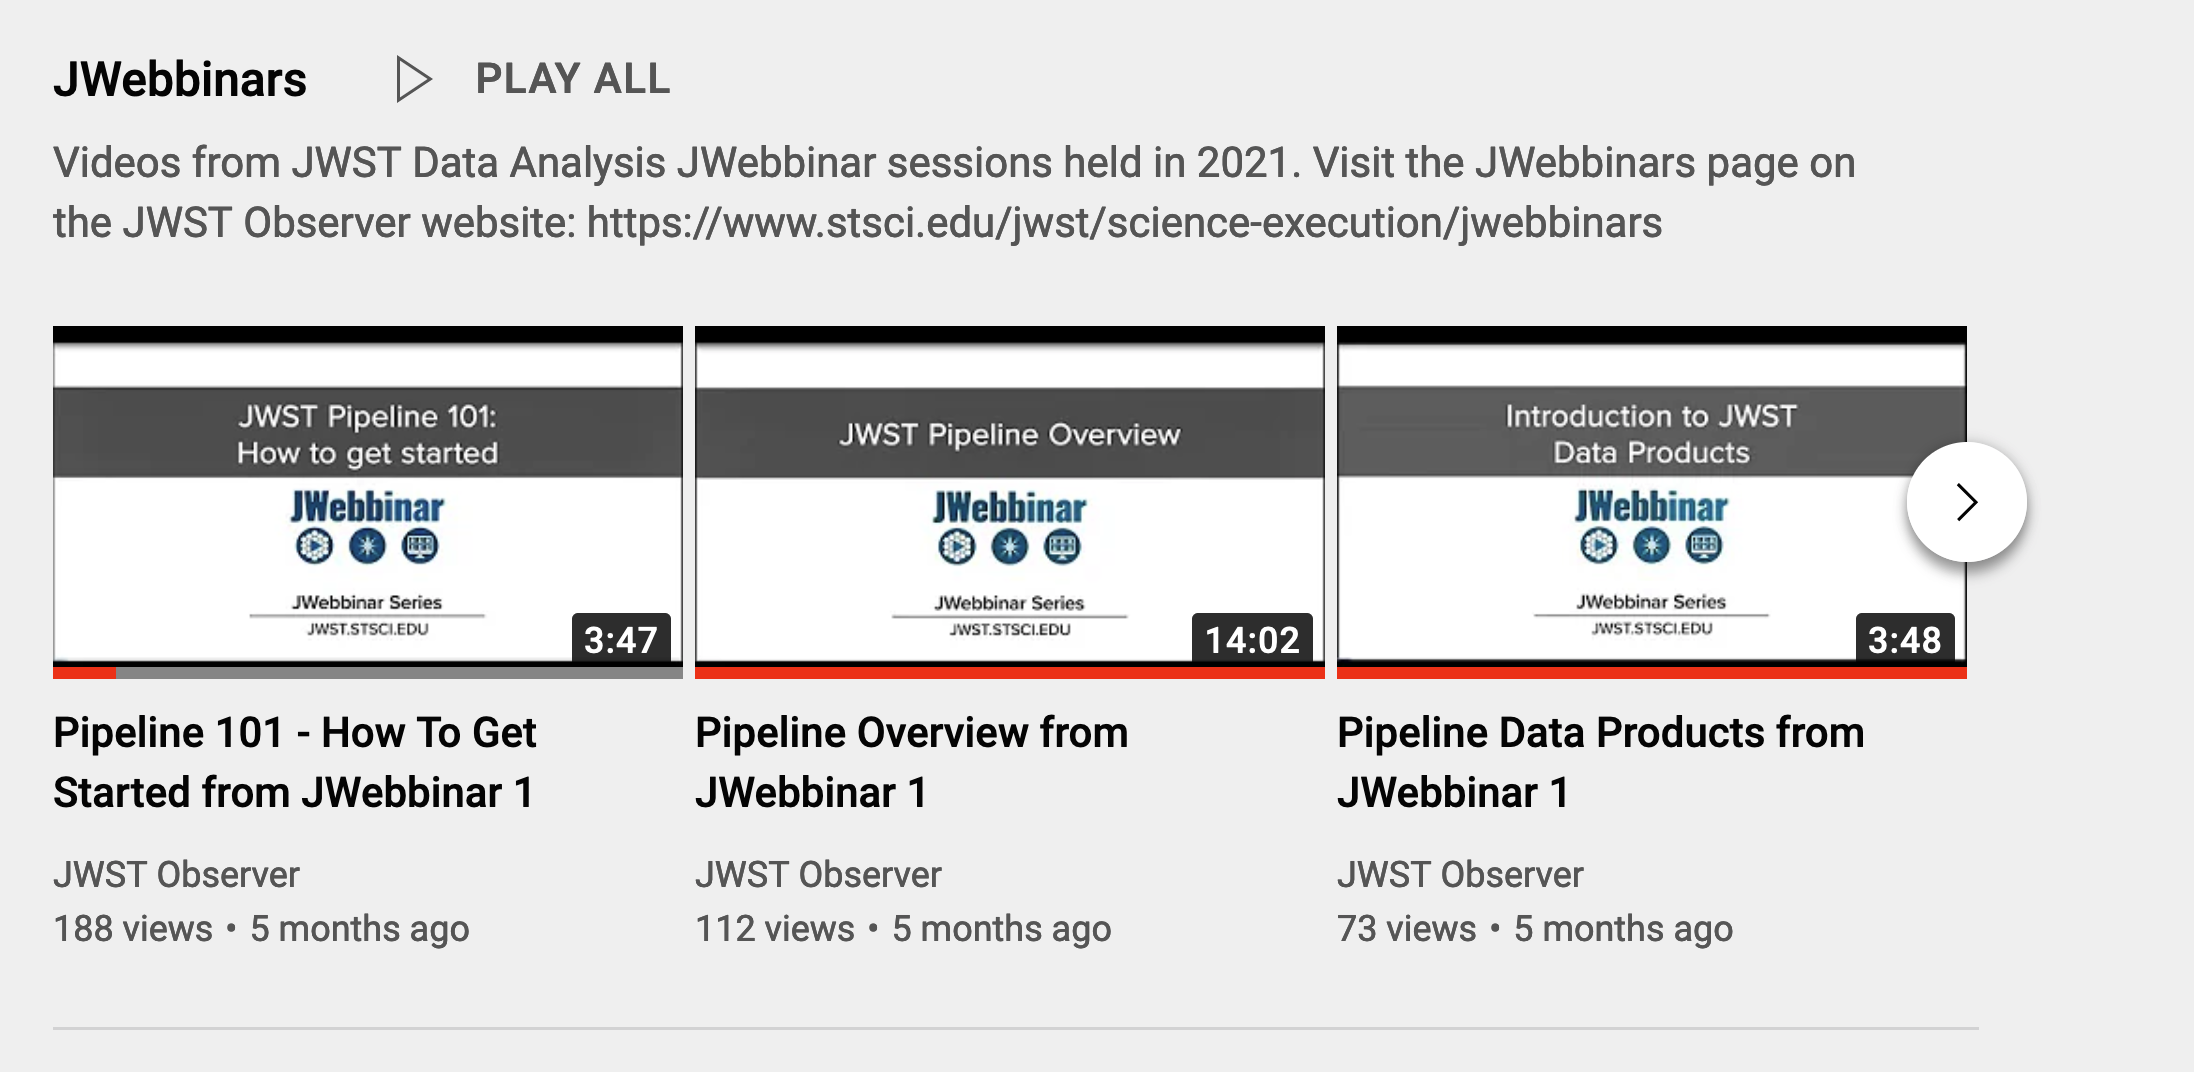 JWebbinars PLAY ALL
Videos from JWST Data Analysis JWebbinar sessions held in 2021. Visit the JWebbinars page on
the JWST Observer website: https://www.stsci.edu/jwst/science-execution/jwebbinars
JWST Pipeline 101:
How to get started
JWebbinar
JWebbinar Series
JWST.STSCI.EDU
3:47
JWST Pipeline Overview
JWebbinar
JWebbinar Series
JWST.STSCI.EDU
14:02
Introduction to JWST
Data Products
JWebbinar
JWebbinar Series
JWST.STSCI.EDU
3:48
Pipeline 101 - How To Get
Started from JWebbinar 1
JWST Observer
188 views • 5 months ago
Pipeline Overview from
JWebbinar 1
JWST Observer
112 views • 5 months ago
Pipeline Data Products from
JWebbinar 1
JWST Observer
73 views • 5 months ago